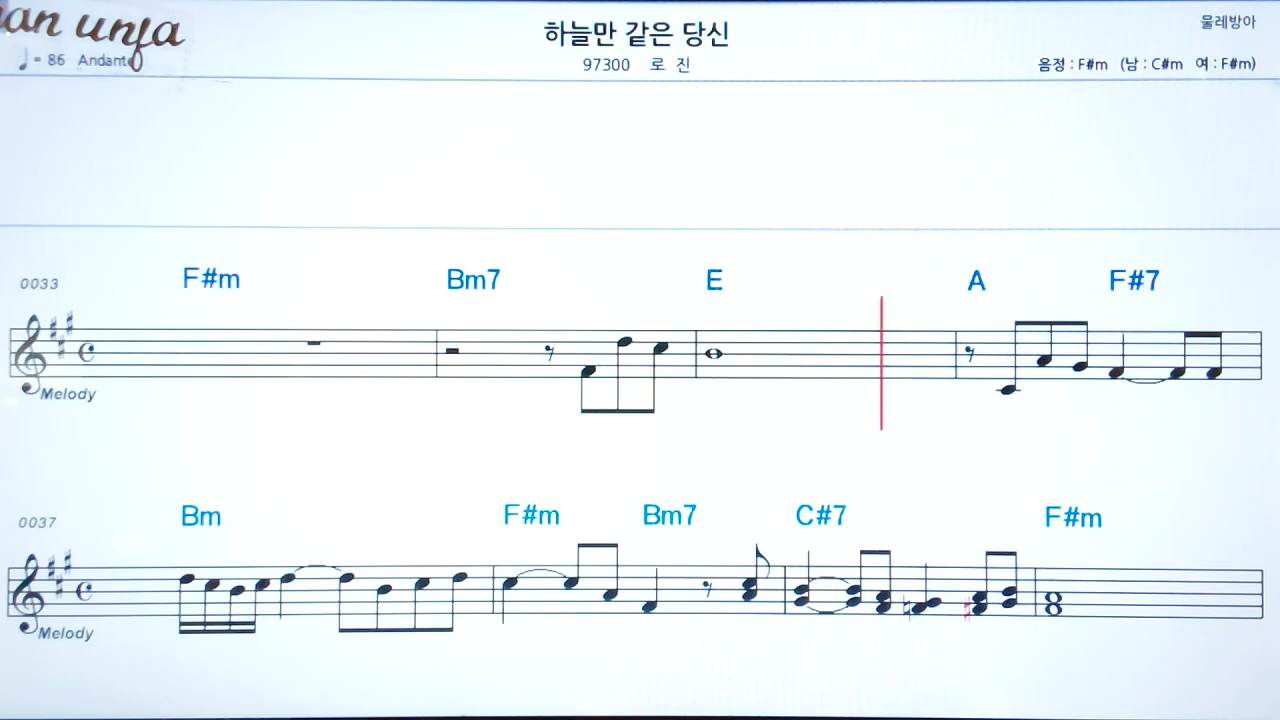 an unfa
하늘만 같은 당신
물레방아
♩= 86 Andante
97300 로 진
음정 : F#m (남 : C#m 여 : F#m)
0033 F#m Bm7 E A F#7
Melody
0037 Bm F#m Bm7 C#7 F#m
Melody